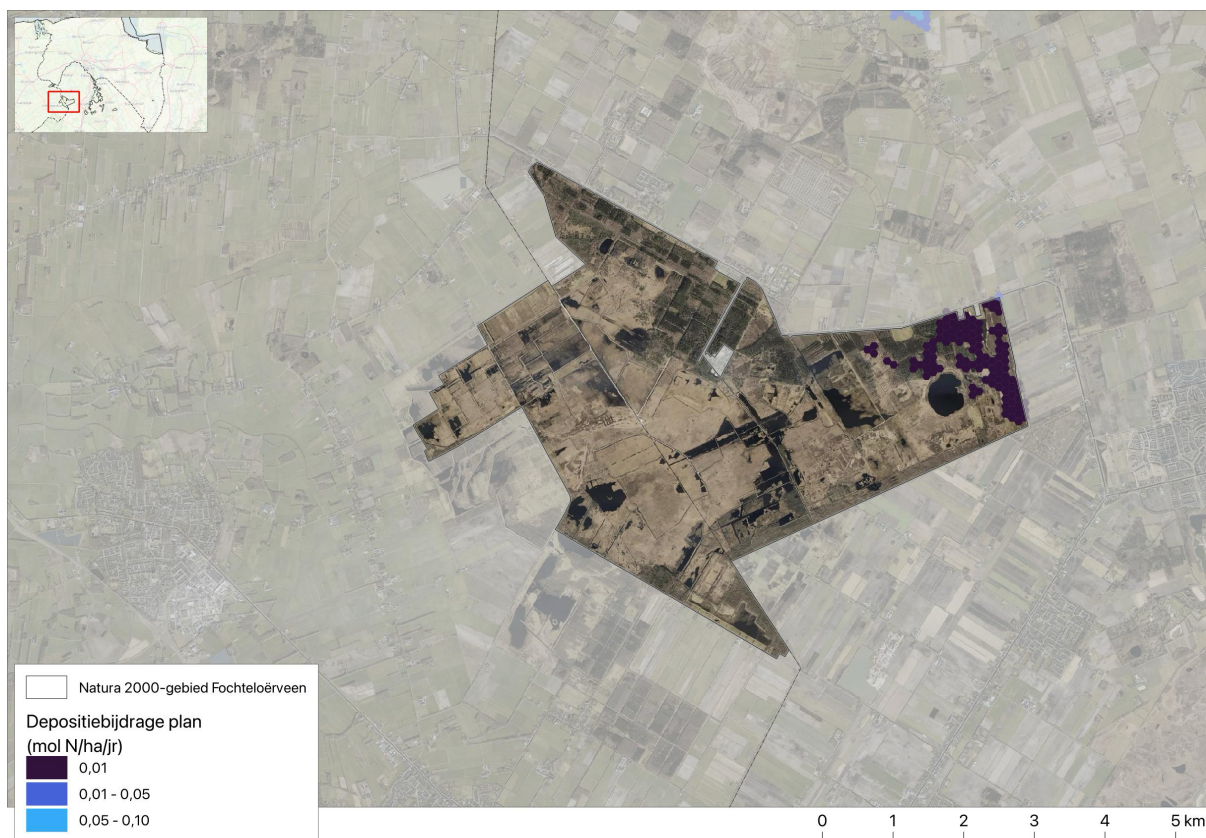 Natura 2000-gebied Fochteloërveen
Depositiebijdrage plan
(mol N/ha/jr)
0,01
0,01 - 0,05
0,05 - 0,10
0 1 2 3 4 5 km